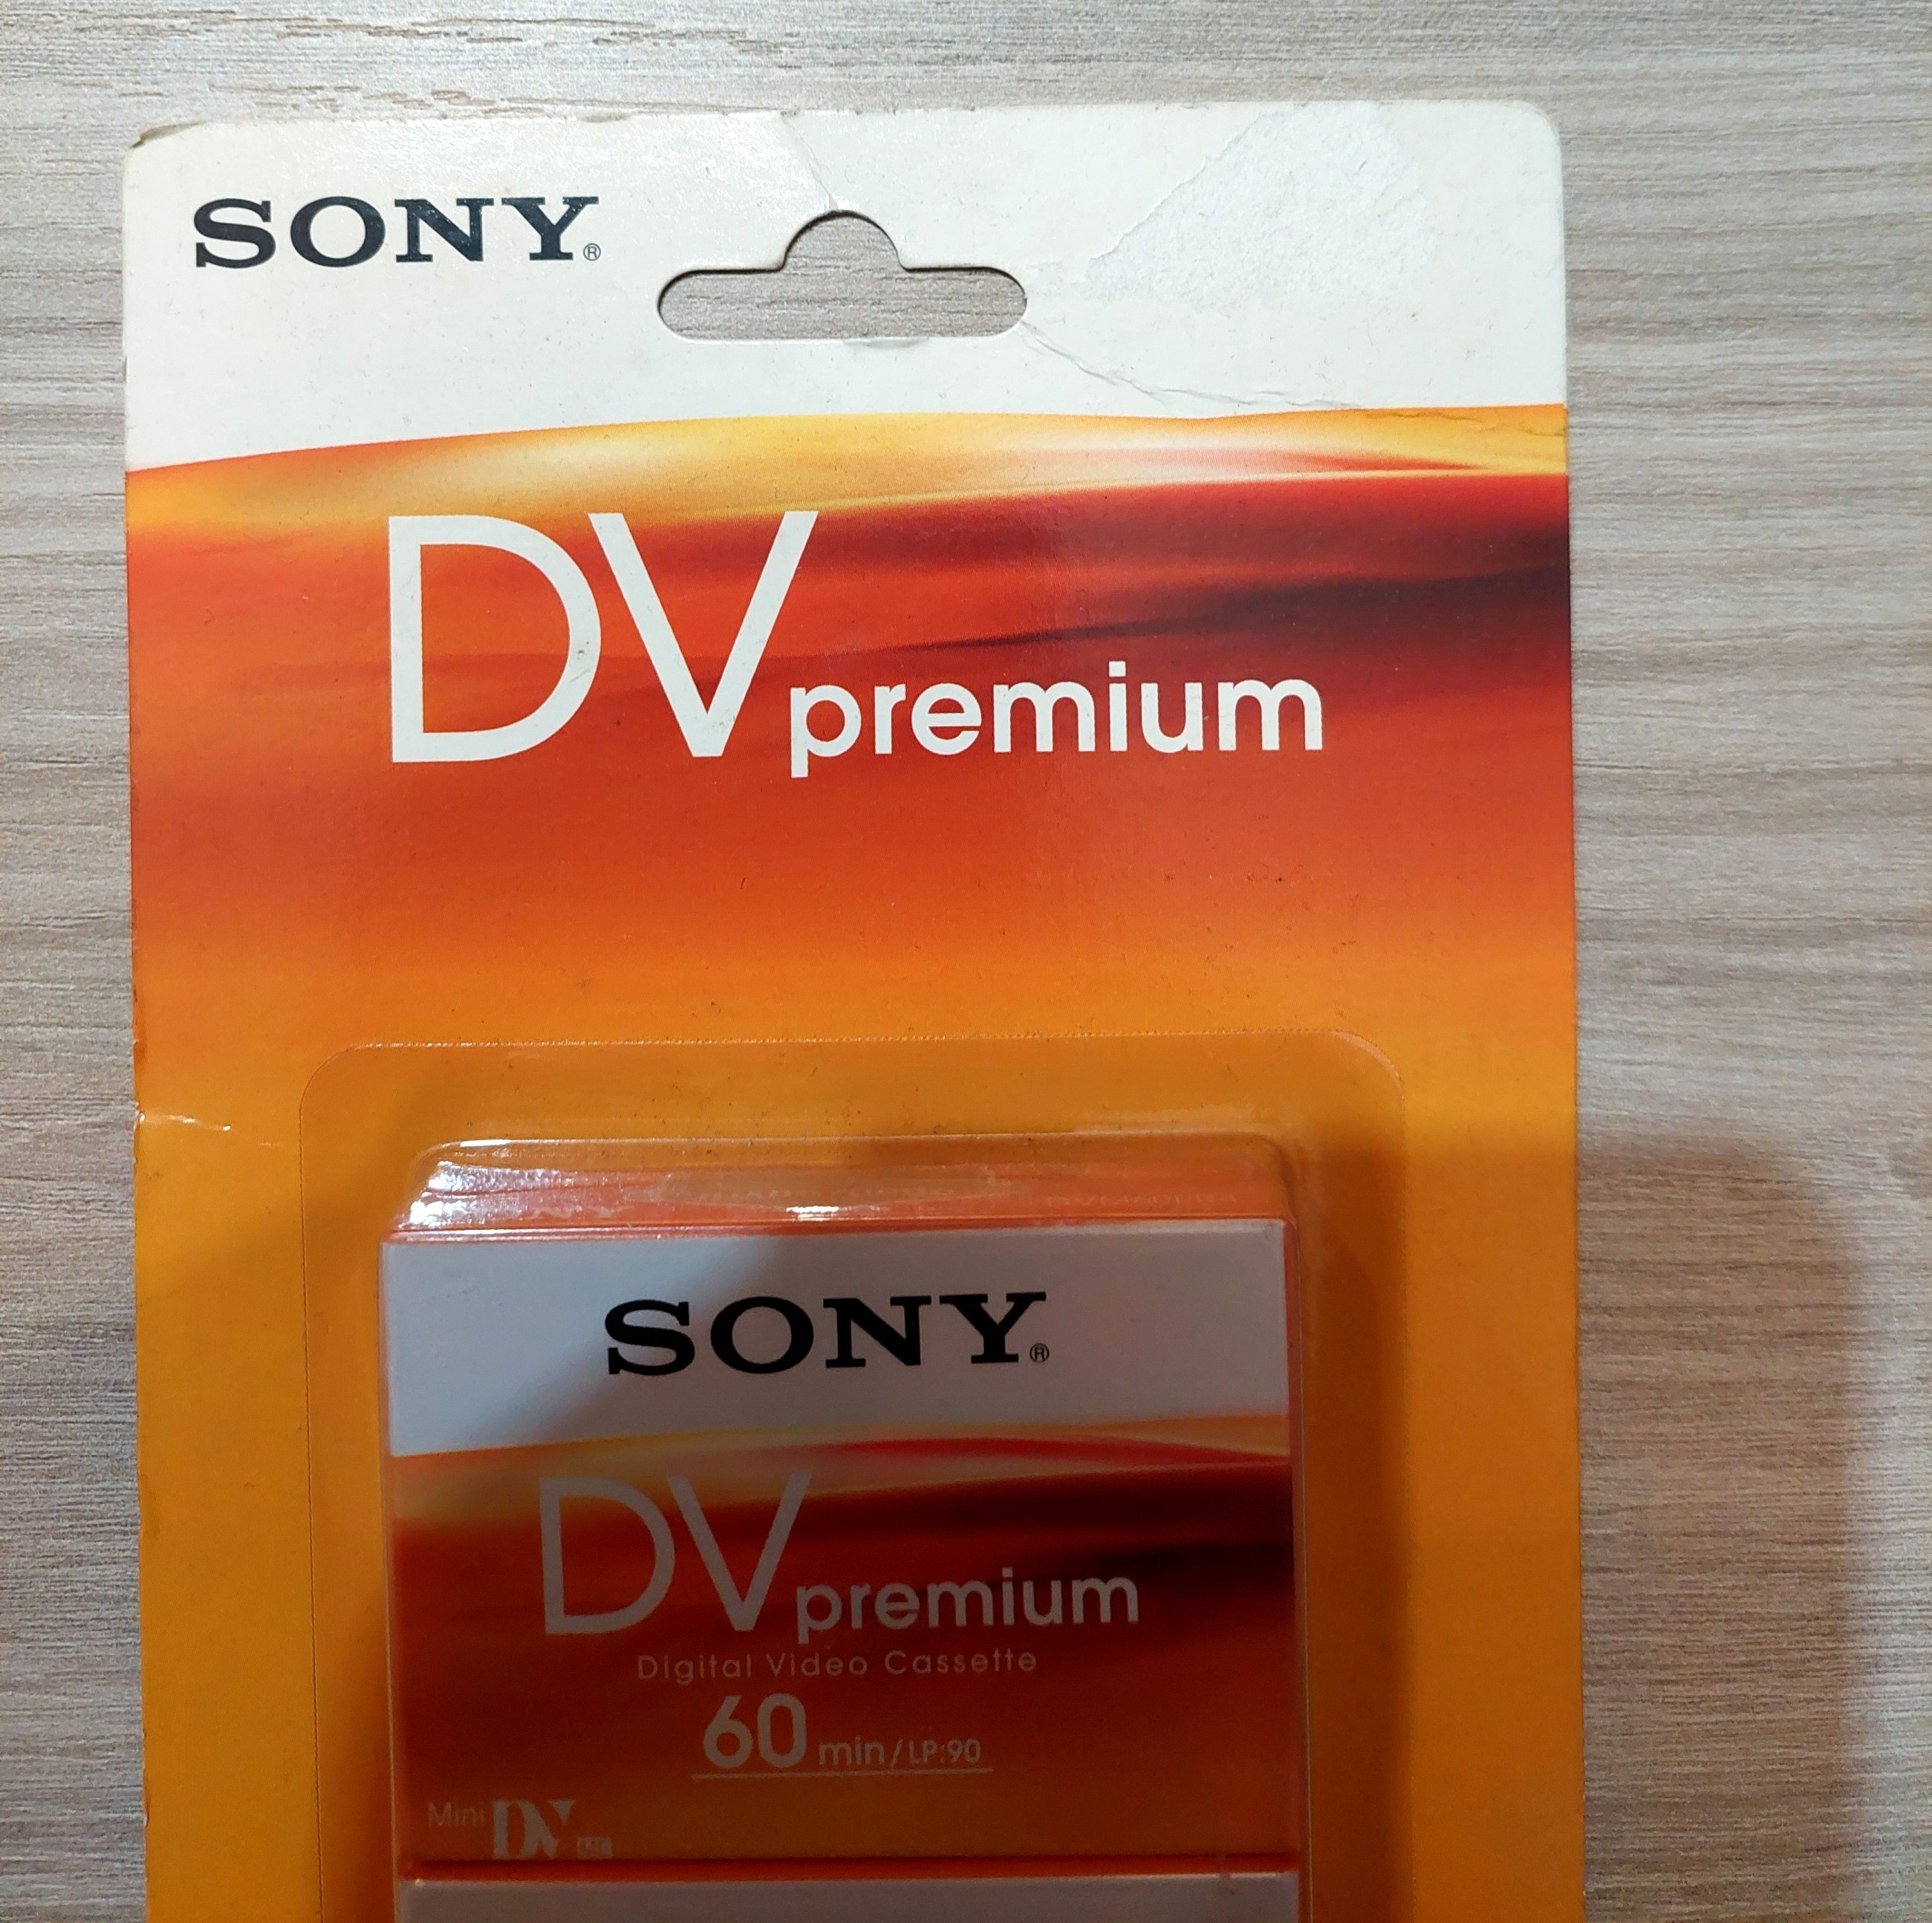 SONY®
DV premium
SONY®
DV premium
Digital Video Cassette
60 min/LP:90
Mini DV